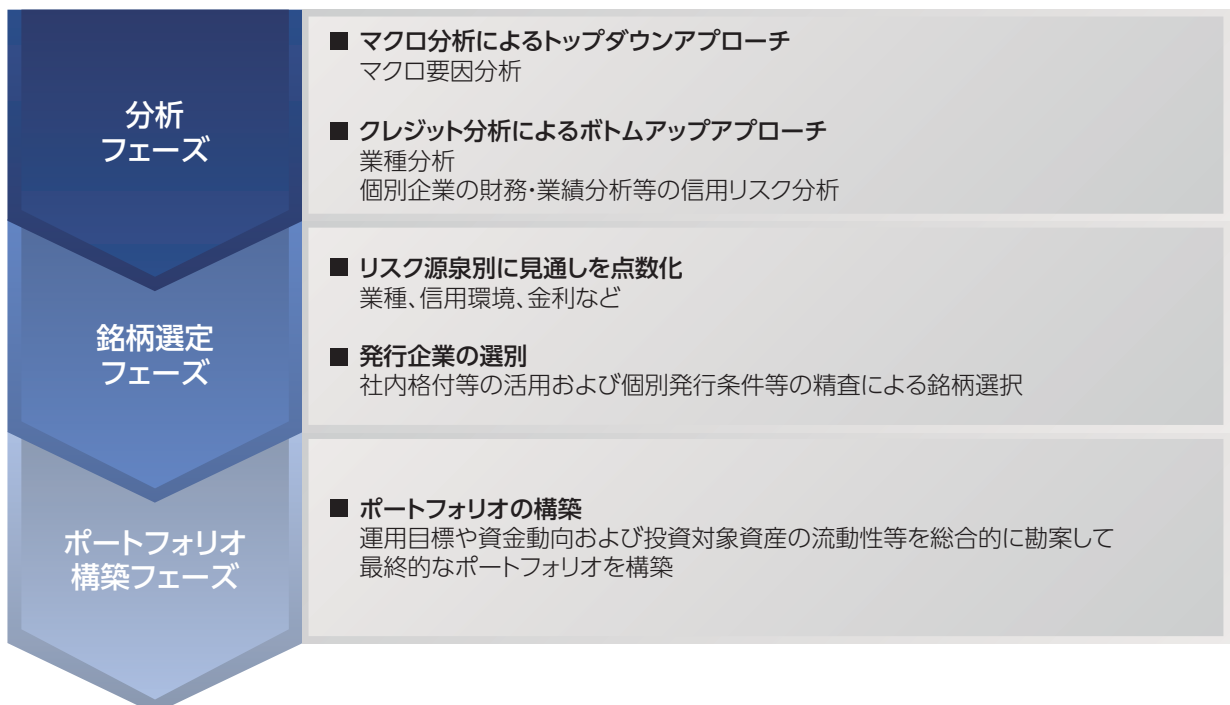 分析
フェーズ
■ マクロ分析によるトップダウンアプローチ
マクロ要因分析
■ クレジット分析によるボトムアップアプローチ
業種分析
個別企業の財務・業績分析等の信用リスク分析
銘柄選定
フェーズ
■ リスク源泉別に見通しを点数化
業種、信用環境、金利など
■ 発行企業の選別
社内格付等の活用および個別発行条件等の精査による銘柄選択
ポートフォリオ
構築フェーズ
■ ポートフォリオの構築
運用目標や資金動向および投資対象資産の流動性等を総合的に勘案して
最終的なポートフォリオを構築